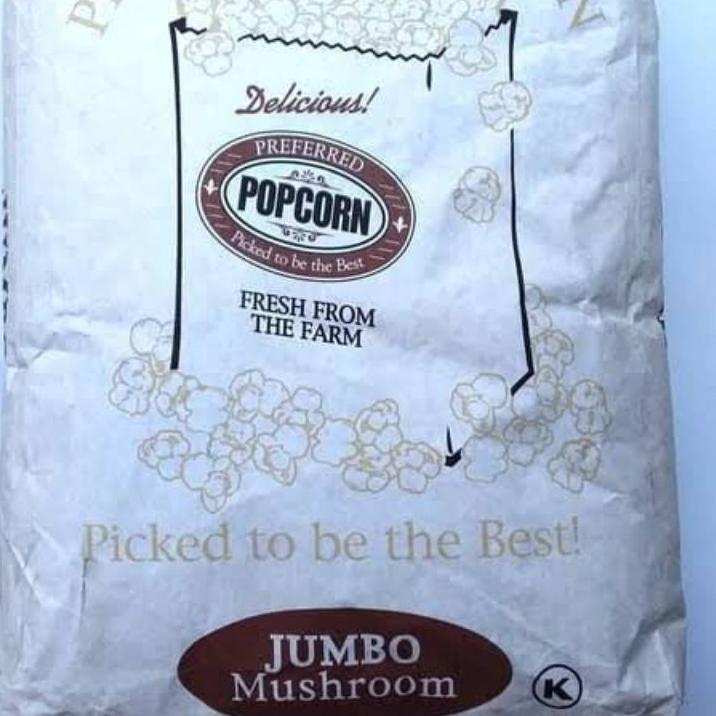 Delicious!
PREFERRED
POPCORN
Picked to be the Best
FRESH FROM
THE FARM
Picked to be the Best!
JUMBO
Mushroom
K